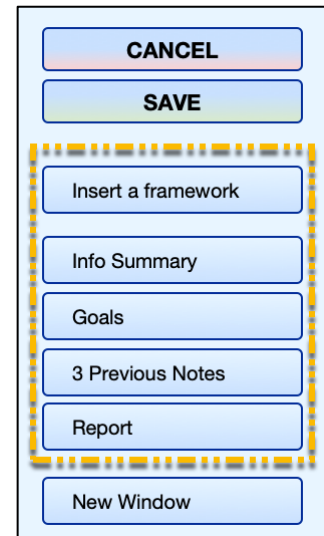 CANCEL
SAVE
Insert a framework
Info Summary
Goals
3 Previous Notes
Report
New Window